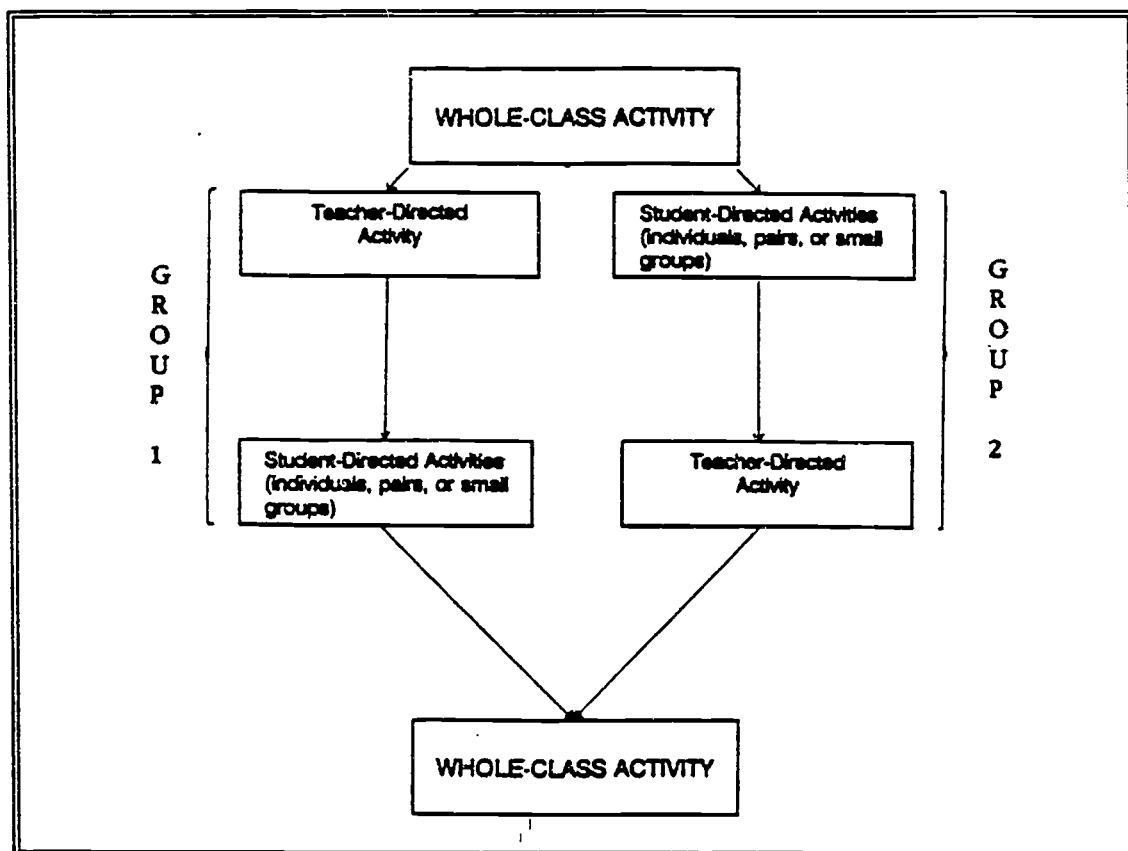 WHOLE-CLASS ACTIVITY
Teacher-Directed
Activity
Student-Directed Activities
(individuals, pairs, or small
groups)
G
R
O
U
P
1
G
R
O
U
P
2
Student-Directed Activities
(individuals, pairs, or small
groups)
Teacher-Directed
Activity
WHOLE-CLASS ACTIVITY